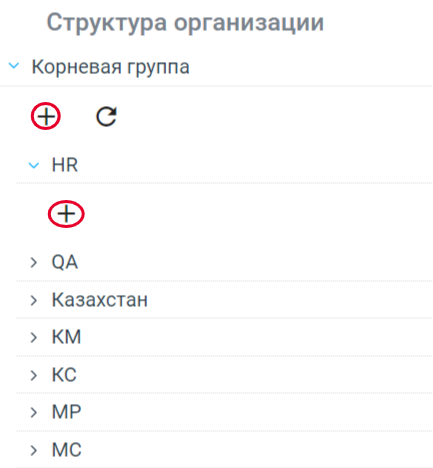 Структура организации
Корневая группа
HR
QA
Казахстан
КМ
КС
МР
МС